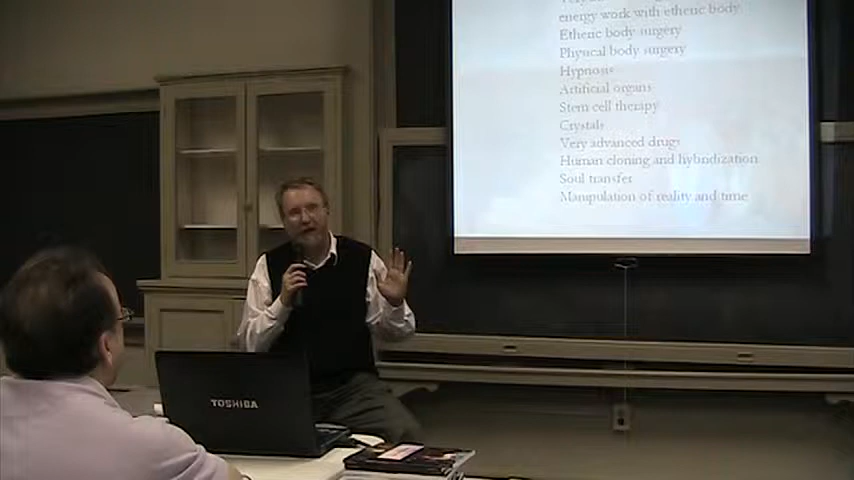 energy work with etheric body
Etheric body surgery
Physical body surgery
Hypnosis
Artificial organs
Stem cell therapy
Crystals
Very advanced drugs
Human cloning and hybridization
Soul transfer
Manipulation of reality and time
TOSHIBA